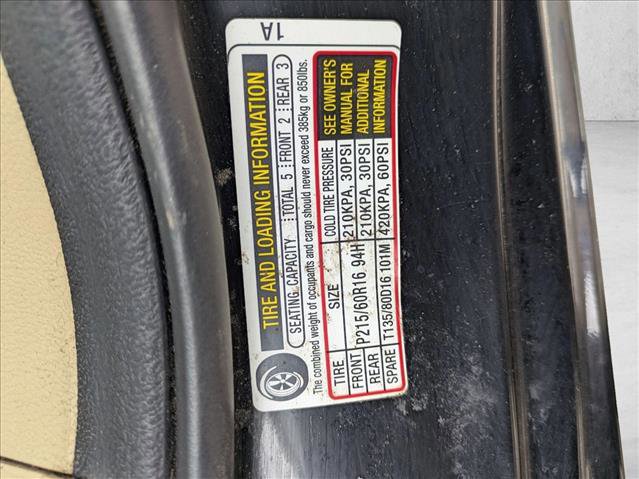 1A
TIRE AND LOADING INFORMATION
SEATING CAPACITY TOTAL 5 FRONT 2 REAR 3
The combined weight of occupants and cargo should never exceed 385kg or 850lbs.
TIRE SIZE COLD TIRE PRESSURE SEE OWNER'S
FRONT P215/60R16 94H 210KPA, 30PSI MANUAL FOR
REAR 210KPA, 30PSI ADDITIONAL
SPARE T135/80D16 101M 420KPA, 60PSI INFORMATION